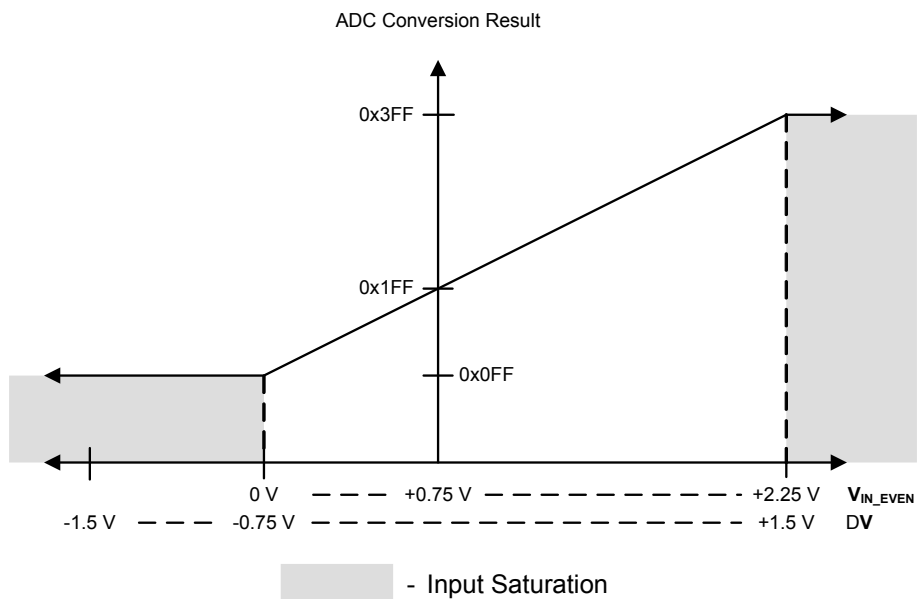 ADC Conversion Result
0x3FF
0x1FF
0x0FF
0 V +0.75 V +2.25 V VIN_EVEN
-1.5 V -0.75 V +1.5 V DV
- Input Saturation